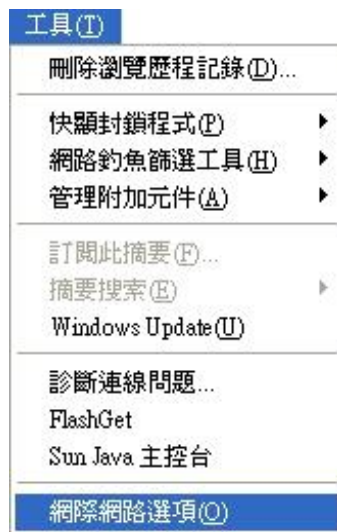 工具(T)
刪除瀏覽歷程記錄(D)...
快顯封鎖程式(P)
網路釣魚篩選工具(H)
管理附加元件(A)
訂閱此摘要(F)...
摘要搜索(E)
Windows Update(U)
診斷連線問題...
FlashGet
Sun Java 主控台
網際網路選項(O)